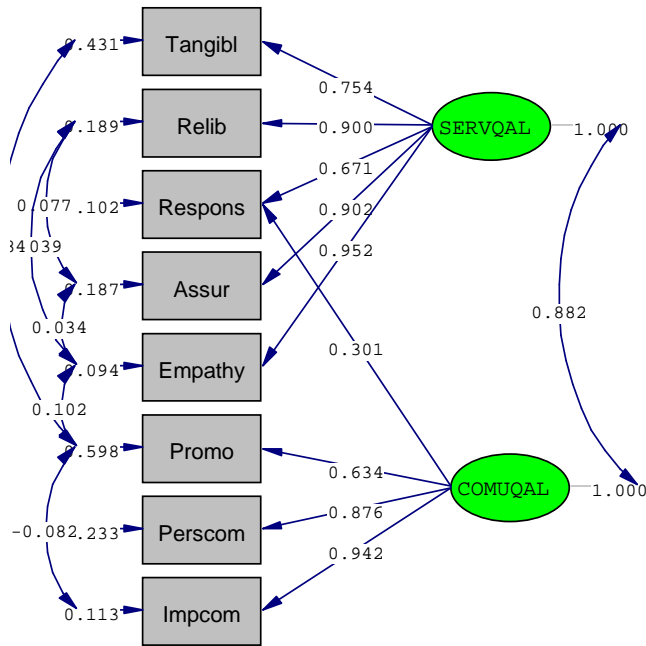 0.431 Tangibl
0.754
0.189 Relib 0.900 SERVQAL 1.000
0.671
0.077 .102 Respons 0.902
34 039 0.952
0.187 Assur
0.034 0.882
0.301
0.094 Empathy
0.102
0.598 Promo 0.634
0.876 COMUQAL 1.000
-0.082 .233 Perscom
0.942
0.113 Impcom